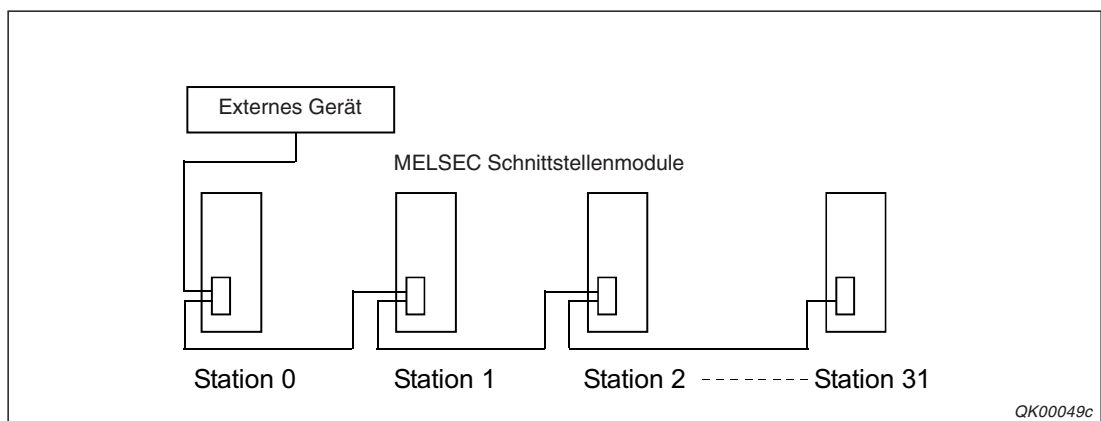 Externes Gerät
MELSEC Schnittstellenmodule
Station 0 Station 1 Station 2 Station 31
QK00049c